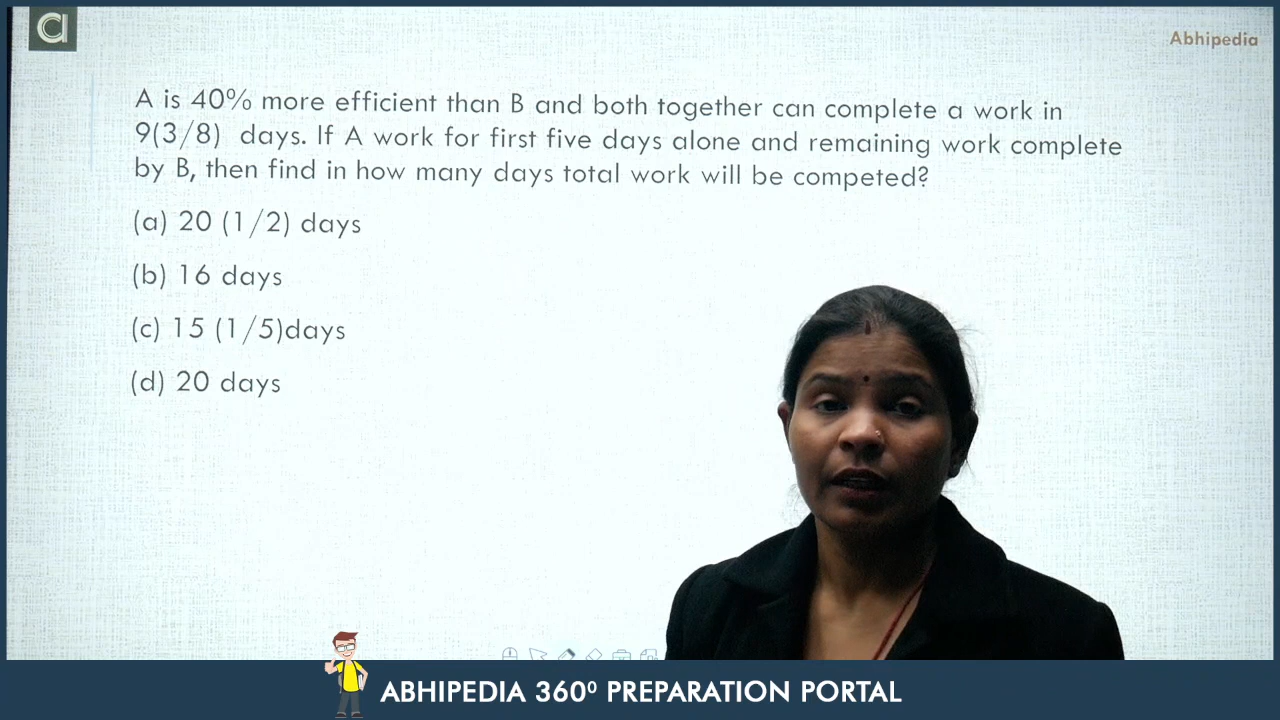 a
Abhipedia
A is 40% more efficient than B and both together can complete a work in
9(3/8) days. If A work for first five days alone and remaining work complete
by B, then find in how many days total work will be competed?
(a) 20 (1/2) days
(b) 16 days
(c) 15 (1/5)days
(d) 20 days
ABHIPEDIA 360⁰ PREPARATION PORTAL